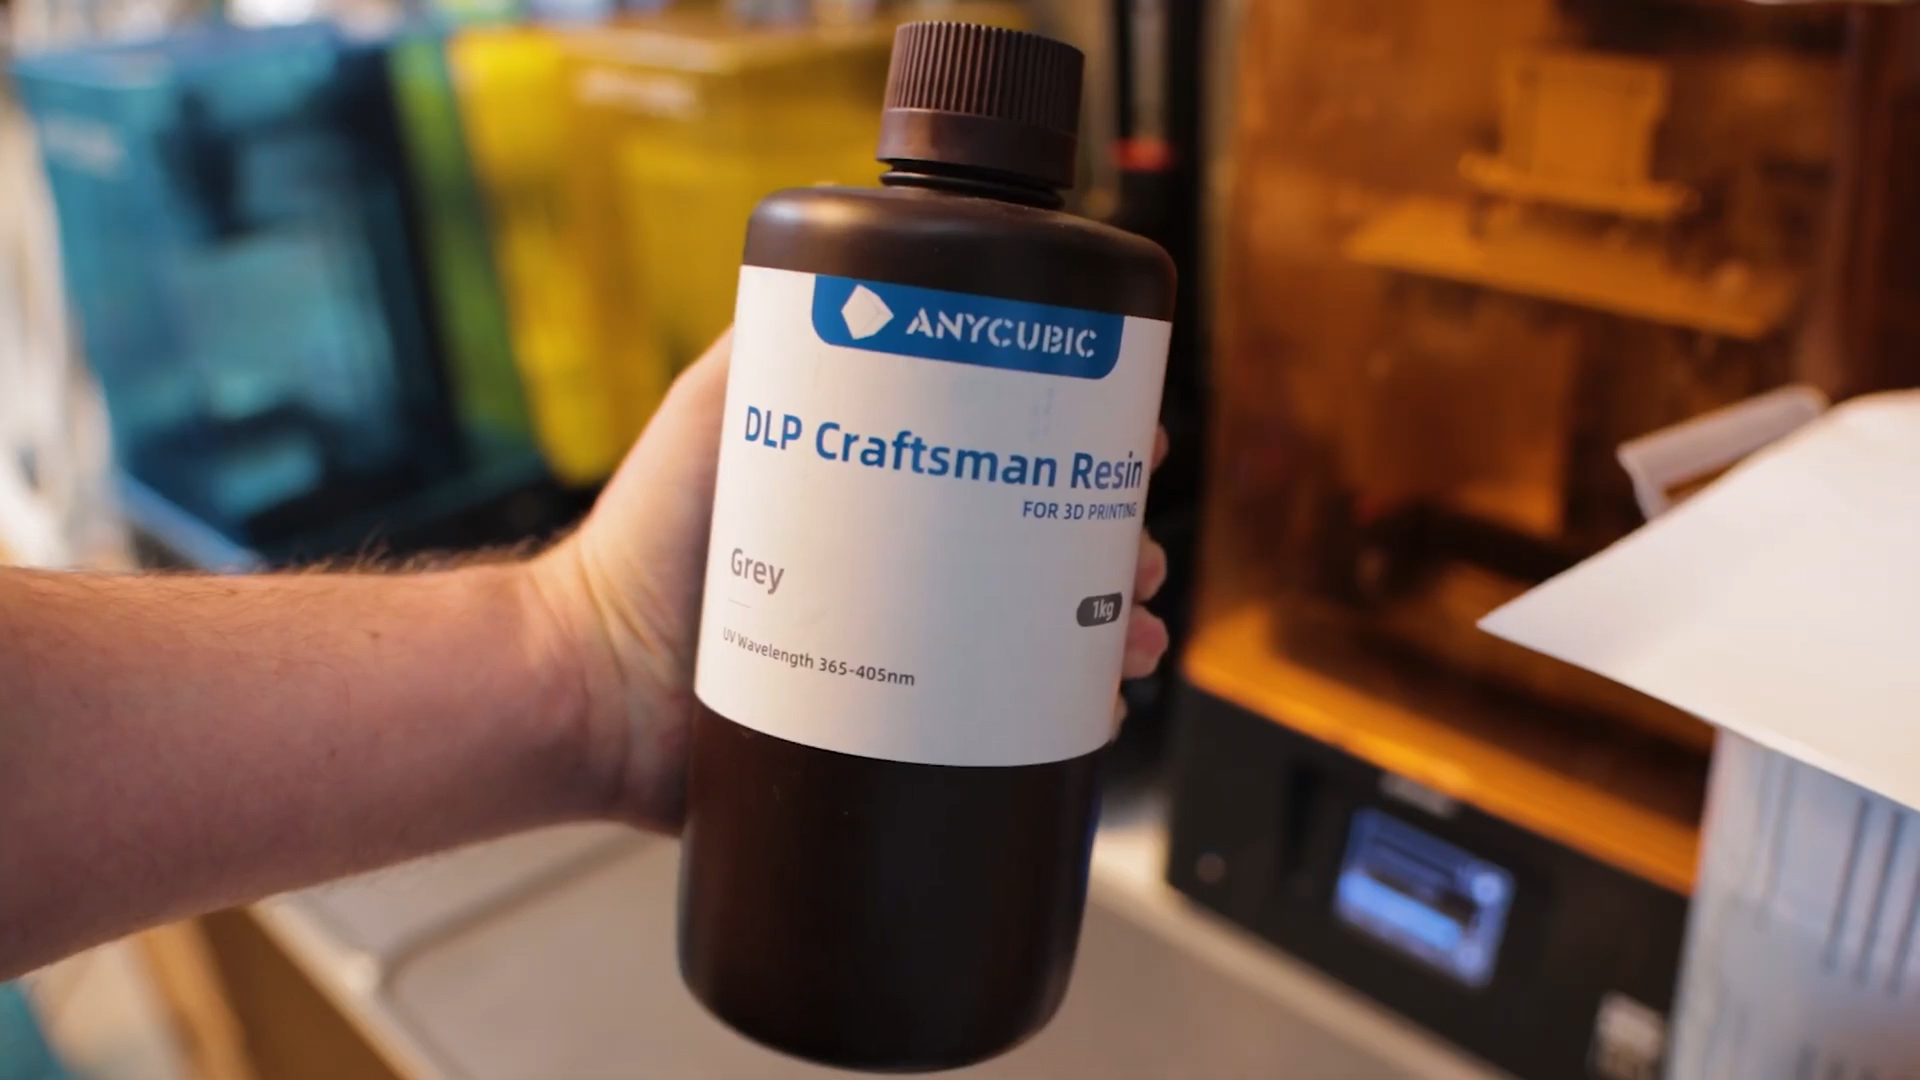 ANYCUBIC
DLP Craftsman Resin
FOR 3D PRINTING
Grey
1kg
UV Wavelength 365-405nm